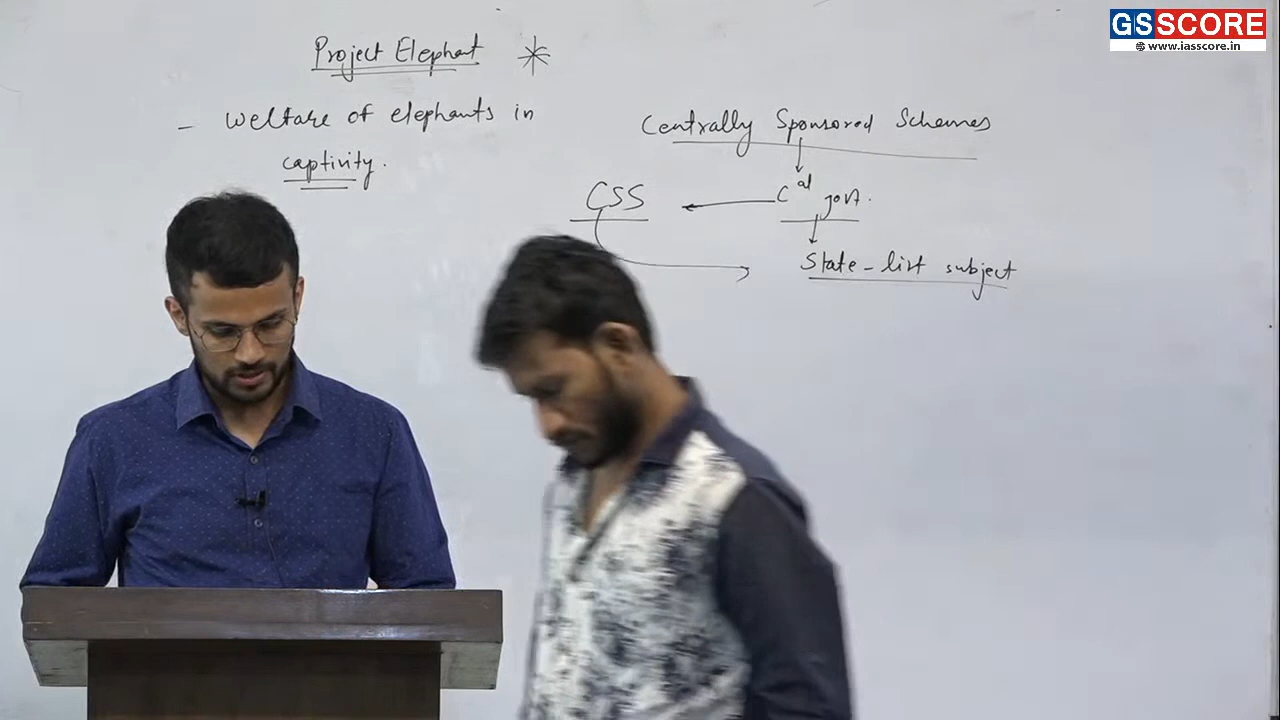 GSSCORE
www.iasscore.in
Project Elephant
- Welfare of elephants in
captivity.
Centrally Sponsored Schemes
CSS
Cal govt.
State-list subject